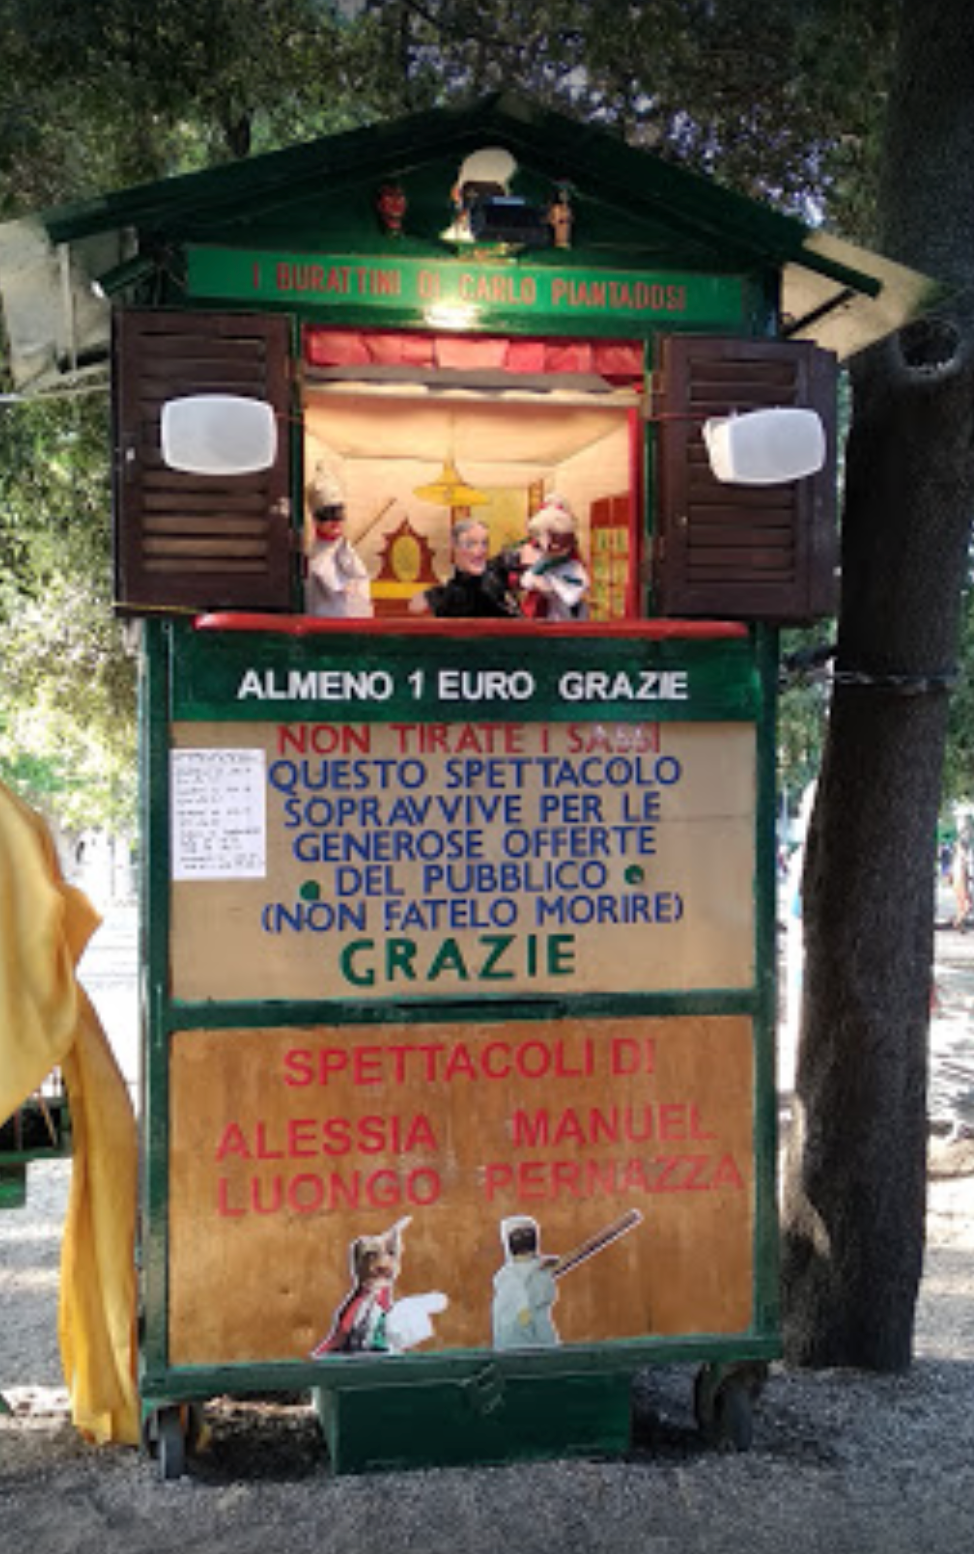 I BURATTINI DI CARLO PIANTADOSI
ALMENO 1 EURO GRAZIE
NON TIRATE I SASSI
QUESTO SPETTACOLO
SOPRAVVIVE PER LE
GENEROSE OFFERTE
DEL PUBBLICO
(NON FATELO MORIRE)
GRAZIE
SPETTACOLI DI
ALESSIA MANUEL
LUONGO PERNAZZA